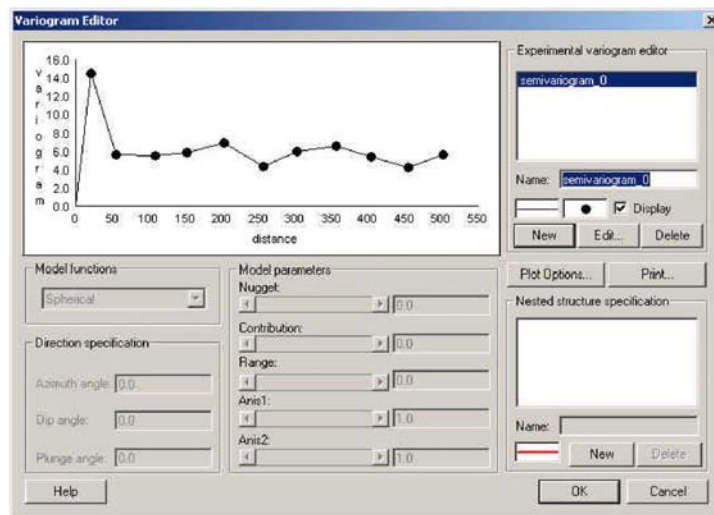 Variogram Editor
variogram
16.0
14.0
12.0
10.0
8.0
6.0
4.0
2.0
0.0
0 50 100 150 200 250 300 350 400 450 500 550
distance
Experimental variogram editor
semivariogram_0
Name: semivariogram_0
Display
New Edit... Delete
Plot Options... Print...
Model functions
Spherical
Direction specification
Azimuth angle: 0.0
Dip angle: 0.0
Plunge angle: 0.0
Model parameters
Nugget:
0.0
Contribution:
0.0
Range:
0.0
Anis1:
1.0
Anis2:
1.0
Nested structure specification
Name:
New Delete
Help OK Cancel